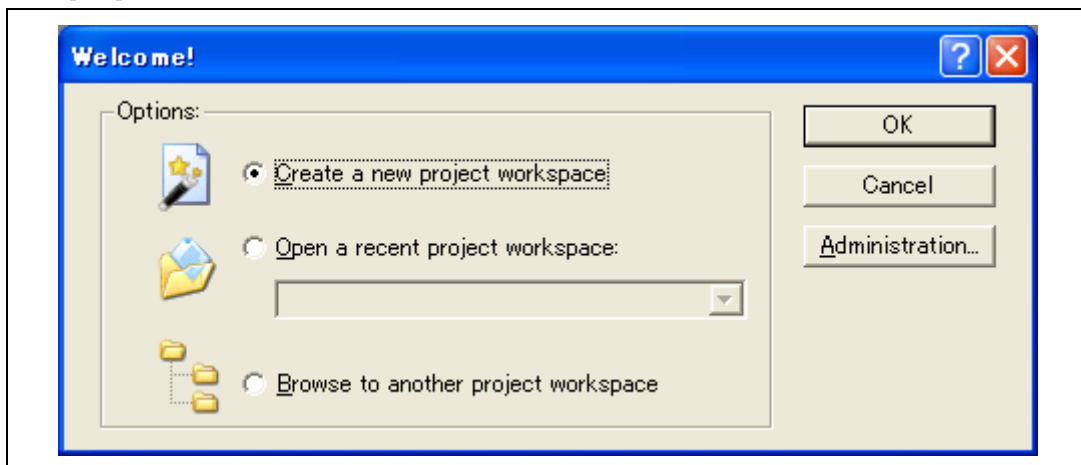 Welcome!
Options:
Create a new project workspace
Open a recent project workspace:
Browse to another project workspace
OK
Cancel
Administration...